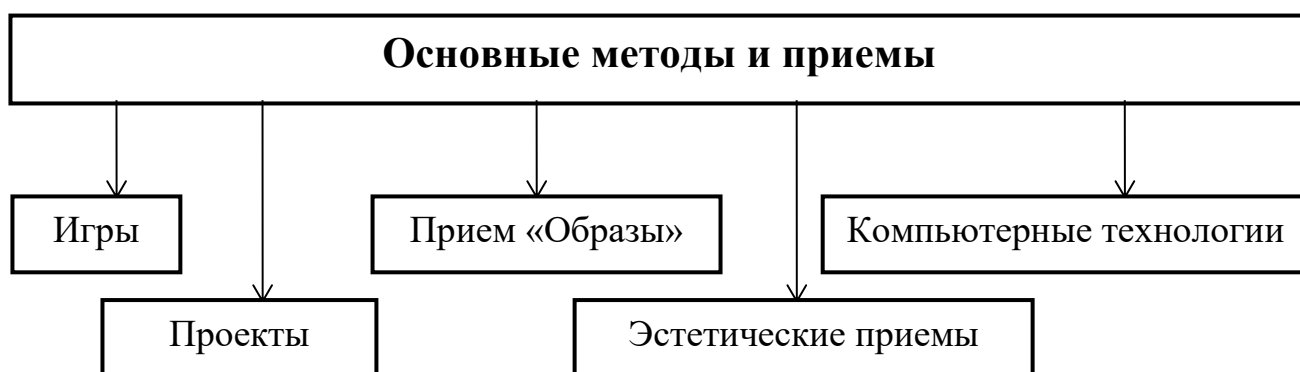 Основные методы и приемы
Игры
Прием «Образы»
Компьютерные технологии
Проекты
Эстетические приемы